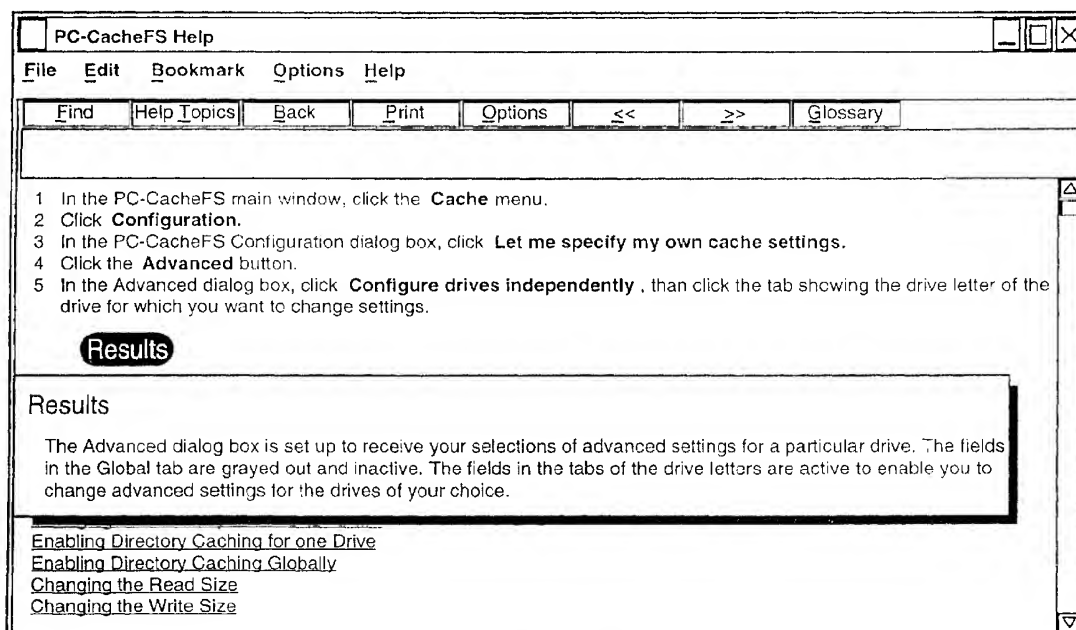 PC-CacheFS Help
File Edit Bookmark Options Help
Find Help Topics Back Print Options << >> Glossary
1 In the PC-CacheFS main window, click the Cache menu.
2 Click Configuration.
3 In the PC-CacheFS Configuration dialog box, click Let me specify my own cache settings.
4 Click the Advanced button.
5 In the Advanced dialog box, click Configure drives independently , than click the tab showing the drive letter of the
drive for which you want to change settings.
Results
Results
The Advanced dialog box is set up to receive your selections of advanced settings for a particular drive. The fields
in the Global tab are grayed out and inactive. The fields in the tabs of the drive letters are active to enable you to
change advanced settings for the drives of your choice.
Enabling Directory Caching for one Drive
Enabling Directory Caching Globally
Changing the Read Size
Changing the Write Size